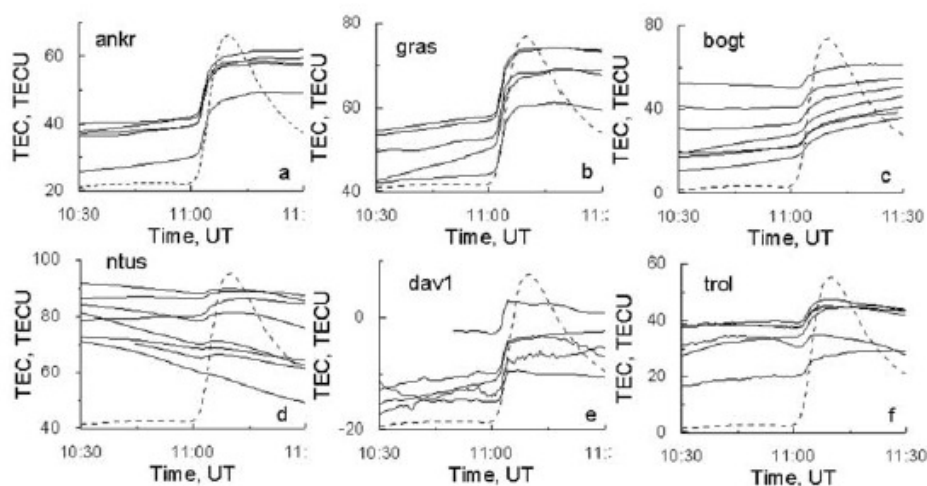 ankr
TEC, TECU
60
40
20
a
10:30 11:00 11::
Time, UT
gras
TEC, TECU
80
60
40
b
10:30 11:00 11::
Time, UT
bogt
TEC, TECU
80
40
0
c
10:30 11:00 11:30
Time, UT
ntus
TEC, TECU
100
80
60
40
d
10:30 11:00 11::
Time, UT
dav1
TEC, TECU
0
-20
e
10:30 11:00 11::
Time, UT
trol
TEC, TECU
60
40
20
0
f
10:30 11:00 11:30
Time, UT